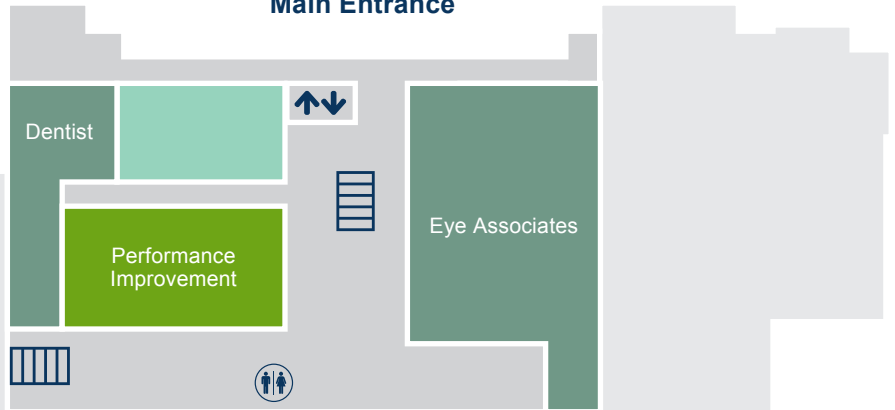 Main Entrance
Dentist
Eye Associates
Performance
Improvement